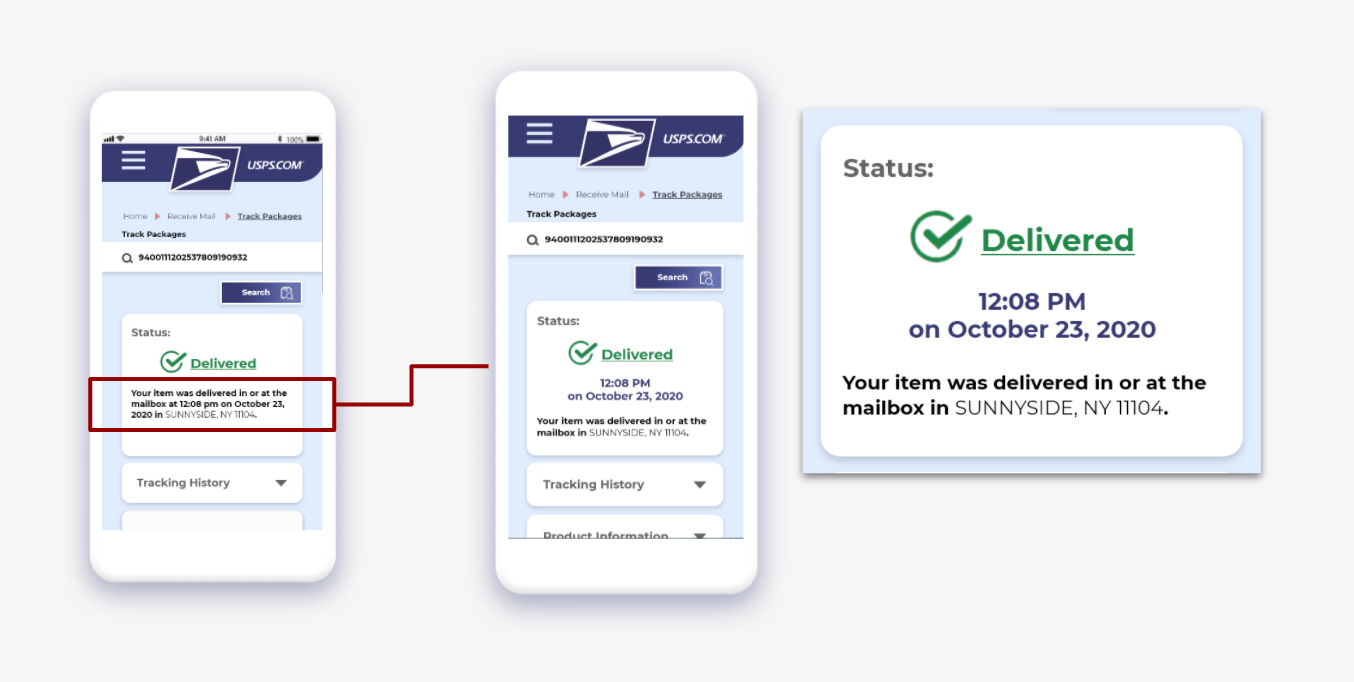 9:41 AM 100%
USPS.COM
Home Receive Mail Track Packages
Track Packages
9400111202537809190932
Search
Status:
Delivered
Your item was delivered in or at the
mailbox at 12:08 pm on October 23,
2020 in SUNNYSIDE, NY 11104.
Tracking History
USPS.COM
Home Receive Mail Track Packages
Track Packages
9400111202537809190932
Search
Status:
Delivered
12:08 PM
on October 23, 2020
Your item was delivered in or at the
mailbox in SUNNYSIDE, NY 11104.
Tracking History
Product Information
Status:
Delivered
12:08 PM
on October 23, 2020
Your item was delivered in or at the
mailbox in SUNNYSIDE, NY 11104.